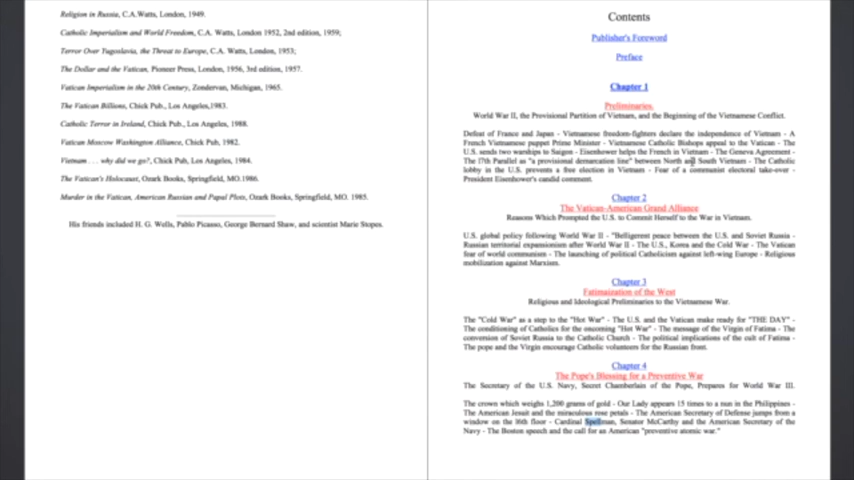 Religion in Russia, C.A.Watts, London, 1949.
Catholic Imperialism and World Freedom, C.A. Watts, London 1952, 2nd edition, 1959;
Terror Over Yugoslavia, the Threat to Europe, C.A. Watts, London, 1953;
The Dollar and the Vatican, Pioneer Press, London, 1956, 3rd edition, 1957.
Vatican Imperialism in the 20th Century, Zondervan, Michigan, 1965.
The Vatican Billions, Chick Pub., Los Angeles,1983.
Catholic Terror in Ireland, Chick Pub., Los Angeles, 1988.
Vatican Moscow Washington Alliance, Chick Pub, 1982.
Vietnam . . . why did we go?, Chick Pub, Los Angeles, 1984.
The Vatican's Holocaust, Ozark Books, Springfield, MO.1986.
Murder in the Vatican, American Russian and Papal Plots, Ozark Books, Springfield, MO. 1985.
His friends included H. G. Wells, Pablo Picasso, George Bernard Shaw, and scientist Marie Stopes.
Contents
Publisher's Foreword
Preface
Chapter 1
Preliminaries.
World War II, the Provisional Partition of Vietnam, and the Beginning of the Vietnamese Conflict.
Defeat of France and Japan - Vietnamese freedom-fighters declare the independence of Vietnam - A
French Vietnamese puppet Prime Minister - Vietnamese Catholic Bishops appeal to the Vatican - The
U.S. sends two warships to Saigon - Eisenhower helps the French in Vietnam - The Geneva Agreement -
The 17th Parallel as "a provisional demarcation line" between North and South Vietnam - The Catholic
lobby in the U.S. prevents a free election in Vietnam - Fear of a communist electoral take-over -
President Eisenhower's candid comment.
Chapter 2
The Vatican-American Grand Alliance
Reasons Which Prompted the U.S. to Commit Herself to the War in Vietnam.
U.S. global policy following World War II - "Belligerent peace between the U.S. and Soviet Russia -
Russian territorial expansionism after World War II - The U.S., Korea and the Cold War - The Vatican
fear of world communism - The launching of political Catholicism against left-wing Europe - Religious
mobilization against Marxism.
Chapter 3
Fatimaization of the West
Religious and Ideological Preliminaries to the Vietnamese War.
The "Cold War" as a step to the "Hot War" - The U.S. and the Vatican make ready for "THE DAY" -
The conditioning of Catholics for the oncoming "Hot War" - The message of the Virgin of Fatima - The
conversion of Soviet Russia to the Catholic Church - The political implications of the cult of Fatima -
The pope and the Virgin encourage Catholic volunteers for the Russian front.
Chapter 4
The Pope's Blessing for a Preventive War
The Secretary of the U.S. Navy, Secret Chamberlain of the Pope, Prepares for World War III.
The crown which weighs 1,200 grams of gold - Our Lady appears 15 times to a nun in the Philippines -
The American Jesuit and the miraculous rose petals - The American Secretary of Defense jumps from a
window on the 16th floor - Cardinal Spellman, Senator McCarthy and the American Secretary of the
Navy - The Boston speech and the call for an American "preventive atomic war."